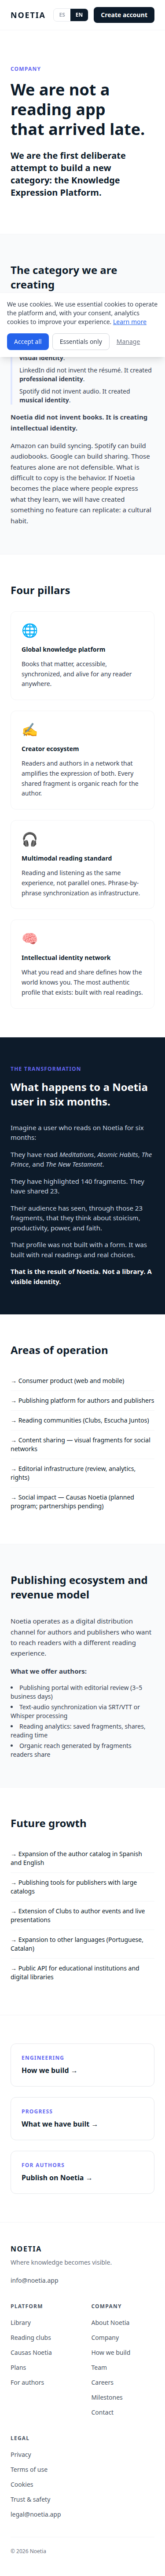 NOETIA
ES
EN
Create account
COMPANY
We are not a
reading app
that arrived late.
We are the first deliberate
attempt to build a new
category: the Knowledge
Expression Platform.
The category we are
creating
We use cookies. We use essential cookies to operate
the platform and, with your consent, analytics
cookies to improve your experience. Learn more
Accept all
Essentials only
Manage
visual identity.
LinkedIn did not invent the résumé. It created
professional identity.
Spotify did not invent audio. It created
musical identity.
Noetia did not invent books. It is creating
intellectual identity.
Amazon can build syncing. Spotify can build
audiobooks. Google can build sharing. Those
features alone are not defensible. What is
difficult to copy is the behavior. If Noetia
becomes the place where people express
what they learn, we will have created
something no feature can replicate: a cultural
habit.
Four pillars
Global knowledge platform
Books that matter, accessible,
synchronized, and alive for any reader
anywhere.
Creator ecosystem
Readers and authors in a network that
amplifies the expression of both. Every
shared fragment is organic reach for the
author.
Multimodal reading standard
Reading and listening as the same
experience, not parallel ones. Phrase-by-
phrase synchronization as infrastructure.
Intellectual identity network
What you read and share defines how the
world knows you. The most authentic
profile that exists: built with real readings.
THE TRANSFORMATION
What happens to a Noetia
user in six months.
Imagine a user who reads on Noetia for six
months:
They have read Meditations, Atomic Habits, The
Prince, and The New Testament.
They have highlighted 140 fragments. They
have shared 23.
Their audience has seen, through those 23
fragments, that they think about stoicism,
productivity, power, and faith.
That profile was not built with a form. It was
built with real readings and real choices.
That is the result of Noetia. Not a library. A
visible identity.
Areas of operation
→ Consumer product (web and mobile)
→ Publishing platform for authors and publishers
→ Reading communities (Clubs, Escucha Juntos)
→ Content sharing — visual fragments for social
networks
→ Editorial infrastructure (review, analytics,
rights)
→ Social impact — Causas Noetia (planned
program; partnerships pending)
Publishing ecosystem and
revenue model
Noetia operates as a digital distribution
channel for authors and publishers who want
to reach readers with a different reading
experience.
What we offer authors:
• Publishing portal with editorial review (3–5
business days)
• Text-audio synchronization via SRT/VTT or
Whisper processing
• Reading analytics: saved fragments, shares,
reading time
• Organic reach generated by fragments
readers share
Future growth
→ Expansion of the author catalog in Spanish
and English
→ Publishing tools for publishers with large
catalogs
→ Extension of Clubs to author events and live
presentations
→ Expansion to other languages (Portuguese,
Catalan)
→ Public API for educational institutions and
digital libraries
ENGINEERING
How we build →
PROGRESS
What we have built →
FOR AUTHORS
Publish on Noetia →
NOETIA
Where knowledge becomes visible.
info@noetia.app
PLATFORM
Library
Reading clubs
Causas Noetia
Plans
For authors
COMPANY
About Noetia
Company
How we build
Team
Careers
Milestones
Contact
LEGAL
Privacy
Terms of use
Cookies
Trust & safety
legal@noetia.app
© 2026 Noetia